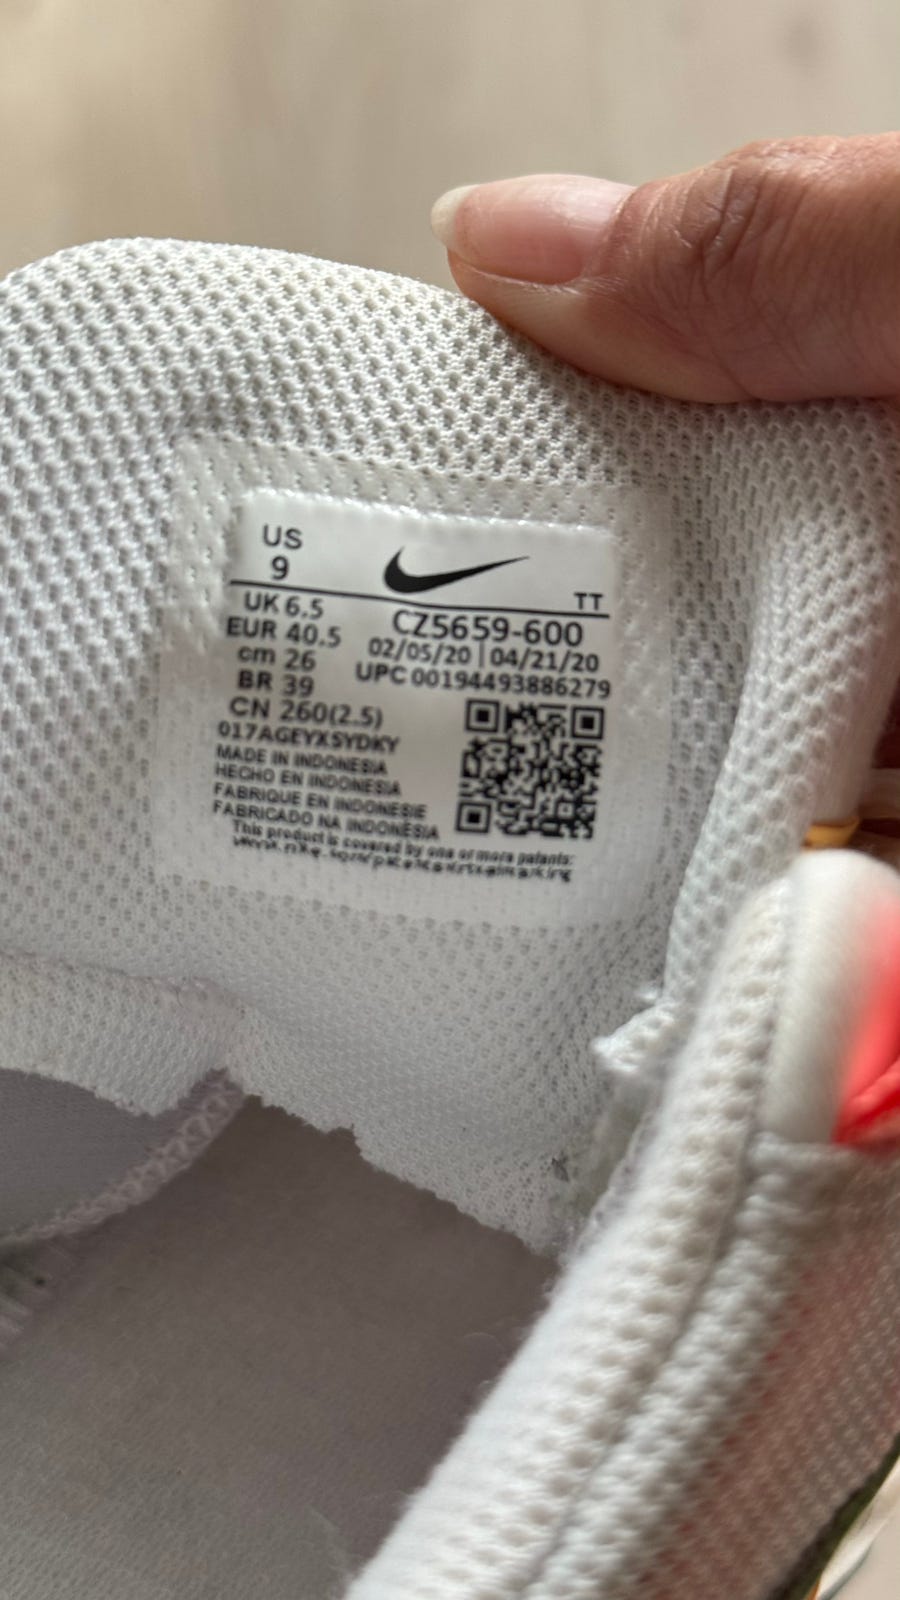 US
9
TT
UK 6.5
EUR 40.5
cm 26
BR 39
CN 260(2.5)
CZ5659-600
02/05/20 | 04/21/20
UPC 00194493886279
017AGEYX5YDKY
MADE IN INDONESIA
HECHO EN INDONESIA
FABRIQUE EN INDONESIE
FABRICADO NA INDONÉSIA
This product is covered by one or more patents: